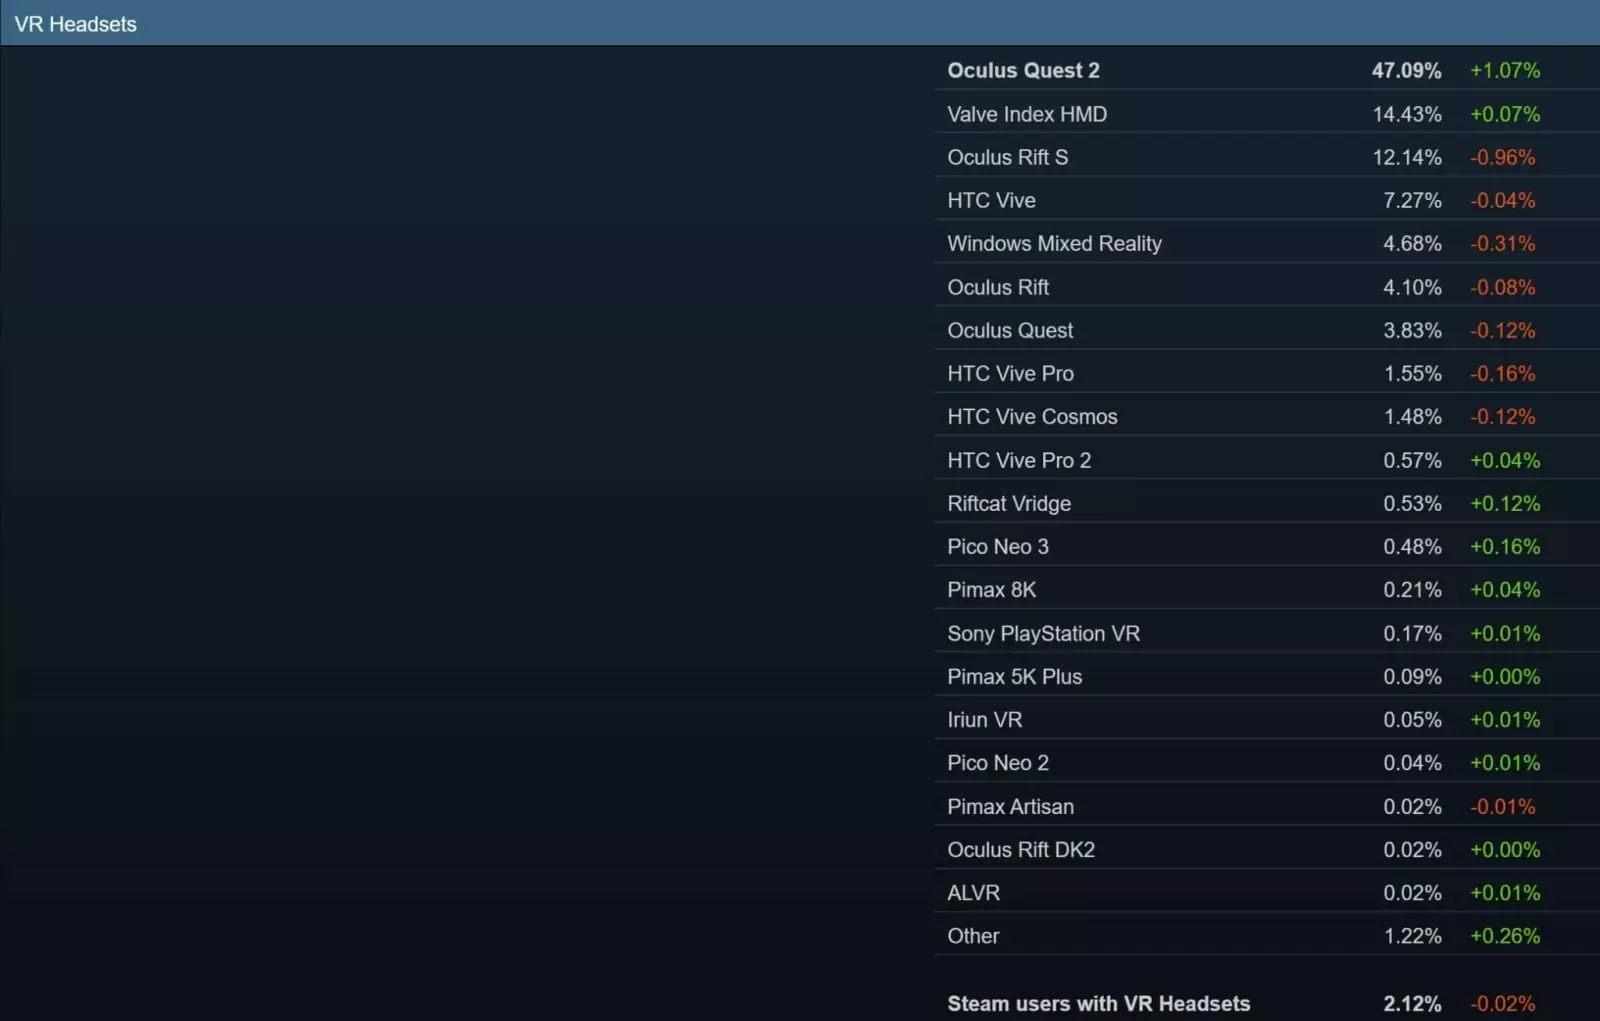 VR Headsets
Oculus Quest 2 47.09% +1.07%
Valve Index HMD 14.43% +0.07%
Oculus Rift S 12.14% -0.96%
HTC Vive 7.27% -0.04%
Windows Mixed Reality 4.68% -0.31%
Oculus Rift 4.10% -0.08%
Oculus Quest 3.83% -0.12%
HTC Vive Pro 1.55% -0.16%
HTC Vive Cosmos 1.48% -0.12%
HTC Vive Pro 2 0.57% +0.04%
Riftcat Vridge 0.53% +0.12%
Pico Neo 3 0.48% +0.16%
Pimax 8K 0.21% +0.04%
Sony PlayStation VR 0.17% +0.01%
Pimax 5K Plus 0.09% +0.00%
Iriun VR 0.05% +0.01%
Pico Neo 2 0.04% +0.01%
Pimax Artisan 0.02% -0.01%
Oculus Rift DK2 0.02% +0.00%
ALVR 0.02% +0.01%
Other 1.22% +0.26%
Steam users with VR Headsets 2.12% -0.02%